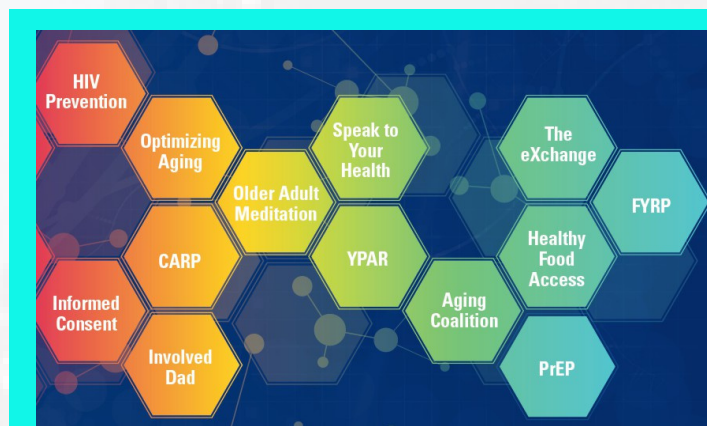 HIV
Prevention
Optimizing
Aging
Older Adult
Meditation
Speak to
Your
Health
The
eXchange
FYRP
CARP
YPAR
Healthy
Food
Access
Informed
Consent
Aging
Coalition
Involved
Dad
PrEP